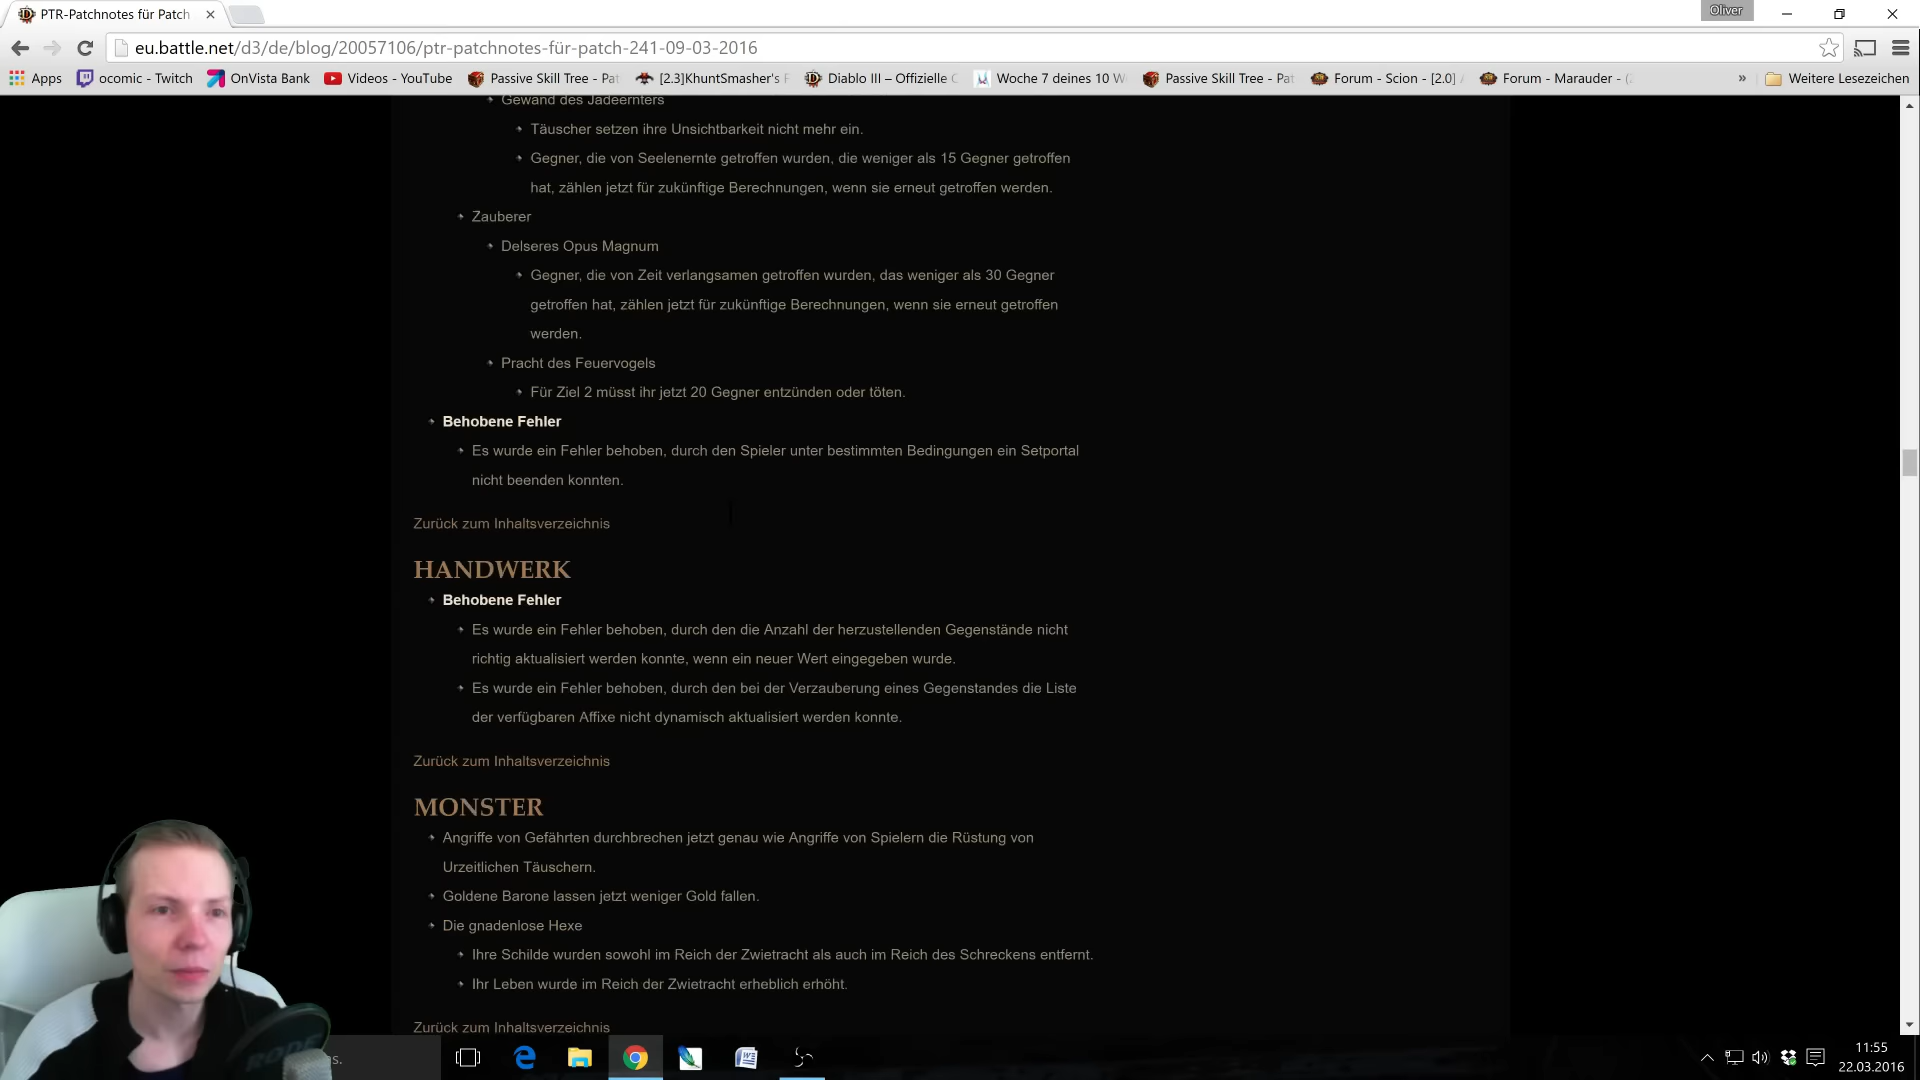 PTR-Patchnotes für Patch
Oliver
eu.battle.net/d3/de/blog/20057106/ptr-patchnotes-für-patch-241-09-03-2016
Apps
ocomic - Twitch
OnVista Bank
Videos - YouTube
Passive Skill Tree - Pat
[2.3]KhuntSmasher's
Diablo III – Offizielle
Woche 7 deines 10 W
Passive Skill Tree - Pat
Forum - Scion - [2.0]
Forum - Marauder -
»
Weitere Lesezeichen
Gewand des Jadeernters
Täuscher setzen ihre Unsichtbarkeit nicht mehr ein.
Gegner, die von Seelenernte getroffen wurden, die weniger als 15 Gegner getroffen
hat, zählen jetzt für zukünftige Berechnungen, wenn sie erneut getroffen werden.
Zauberer
Delseres Opus Magnum
Gegner, die von Zeit verlangsamen getroffen wurden, das weniger als 30 Gegner
getroffen hat, zählen jetzt für zukünftige Berechnungen, wenn sie erneut getroffen
werden.
Pracht des Feuervogels
Für Ziel 2 müsst ihr jetzt 20 Gegner entzünden oder töten.
Behobene Fehler
Es wurde ein Fehler behoben, durch den Spieler unter bestimmten Bedingungen ein Setportal
nicht beenden konnten.
Zurück zum Inhaltsverzeichnis
HANDWERK
Behobene Fehler
Es wurde ein Fehler behoben, durch den die Anzahl der herzustellenden Gegenstände nicht
richtig aktualisiert werden konnte, wenn ein neuer Wert eingegeben wurde.
Es wurde ein Fehler behoben, durch den bei der Verzauberung eines Gegenstandes die Liste
der verfügbaren Affixe nicht dynamisch aktualisiert werden konnte.
Zurück zum Inhaltsverzeichnis
MONSTER
Angriffe von Gefährten durchbrechen jetzt genau wie Angriffe von Spielern die Rüstung von
Urzeitlichen Täuschern.
Goldene Barone lassen jetzt weniger Gold fallen.
Die gnadenlose Hexe
Ihre Schilde wurden sowohl im Reich der Zwietracht als auch im Reich des Schreckens entfernt.
Ihr Leben wurde im Reich der Zwietracht erheblich erhöht.
Zurück zum Inhaltsverzeichnis
RODE
11:55
22.03.2016